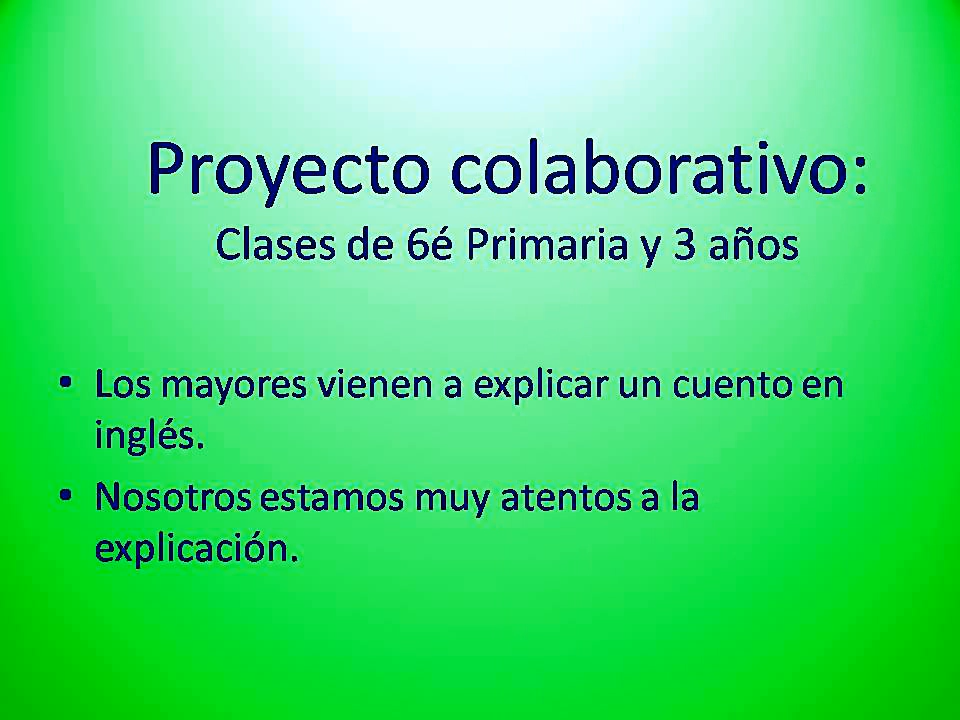 Proyecto colaborativo:
Clases de 6é Primaria y 3 años
• Los mayores vienen a explicar un cuento en
inglés.
• Nosotros estamos muy atentos a la
explicación.